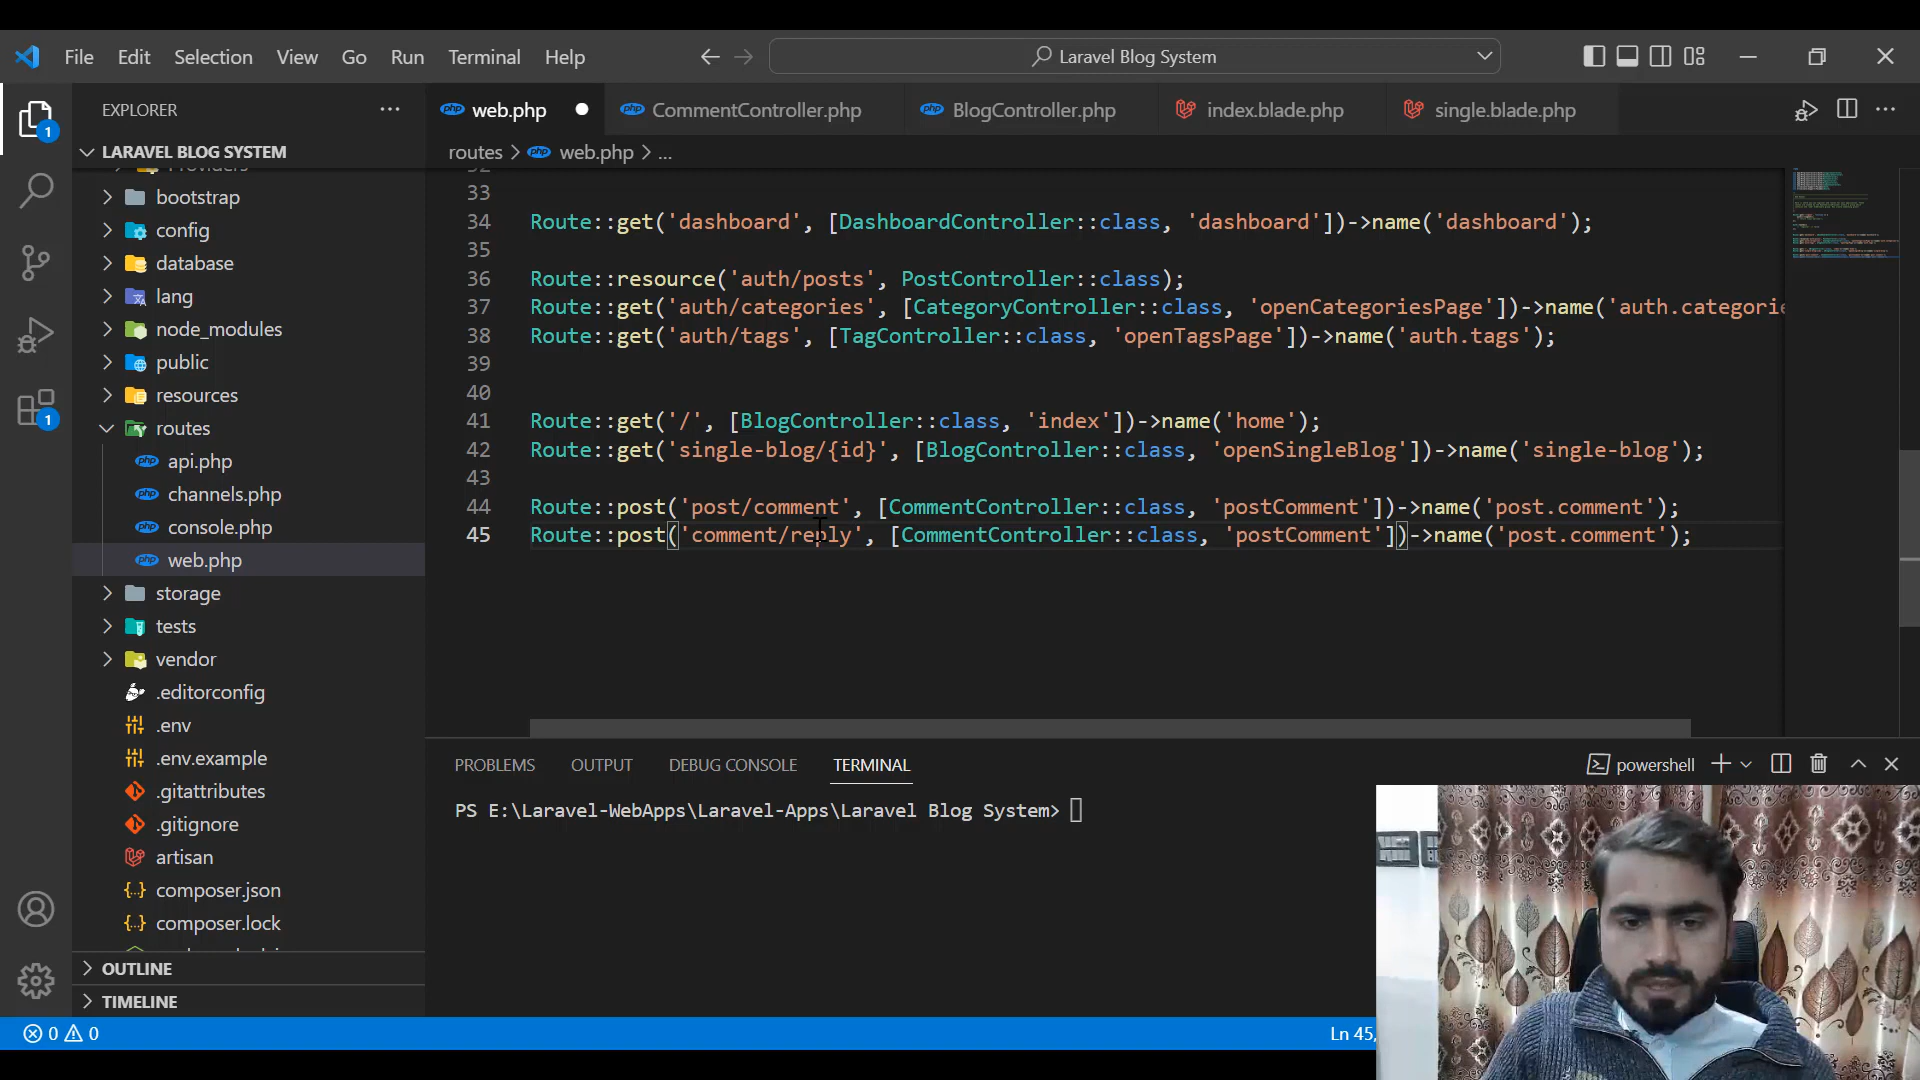 File Edit Selection View Go Run Terminal Help
Laravel Blog System
EXPLORER
web.php CommentController.php BlogController.php index.blade.php single.blade.php
LARAVEL BLOG SYSTEM
routes > web.php > ...
Providers
bootstrap
config
database
lang
node_modules
public
resources
routes
api.php
channels.php
console.php
web.php
storage
tests
vendor
.editorconfig
.env
.env.example
.gitattributes
.gitignore
artisan
composer.json
composer.lock
OUTLINE
TIMELINE
1
1
32
33
34 Route::get('dashboard', [DashboardController::class, 'dashboard'])->name('dashboard');
35
36 Route::resource('auth/posts', PostController::class);
37 Route::get('auth/categories', [CategoryController::class, 'openCategoriesPage'])->name('auth.categorie
38 Route::get('auth/tags', [TagController::class, 'openTagsPage'])->name('auth.tags');
39
40
41 Route::get('/', [BlogController::class, 'index'])->name('home');
42 Route::get('single-blog/{id}', [BlogController::class, 'openSingleBlog'])->name('single-blog');
43
44 Route::post('post/comment', [CommentController::class, 'postComment'])->name('post.comment');
45 Route::post('comment/reply', [CommentController::class, 'postComment'])->name('post.comment');
PROBLEMS OUTPUT DEBUG CONSOLE TERMINAL
powershell
PS E:\Laravel-WebApps\Laravel-Apps\Laravel Blog System>
0 0
Ln 45,